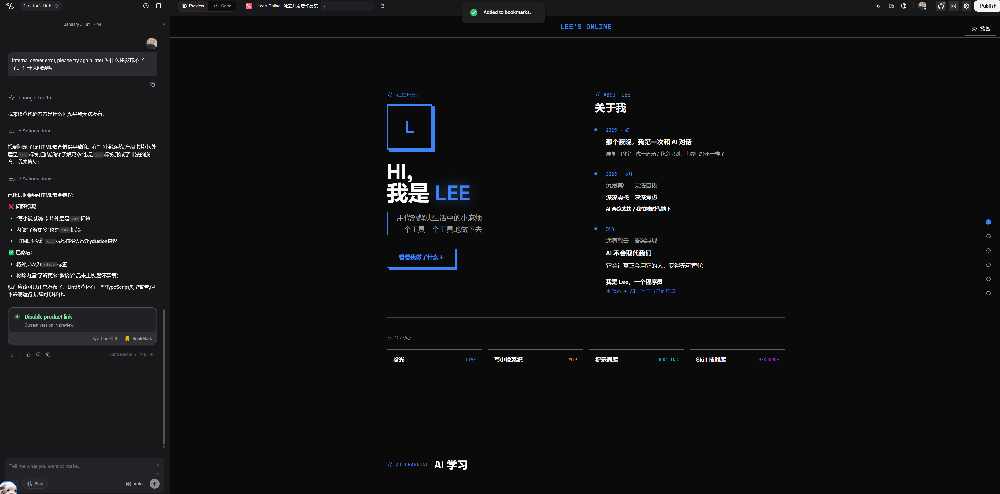 Creator's Hub
Preview
Code
Lee's Online - 独立开发者作品集
/
Added to bookmarks.
Publish
January 31 at 17:44
Internal server error, please try again later 为什么我发布不了
了。有什么问题吗
Thought for 9s
我来检查代码看看是什么问题导致无法发布。
5 Actions done
找到问题了!是HTML嵌套错误导致的。在"写小说系统"产品卡片中,外
层是 <a> 标签,但内部的"了解更多"也是 <a> 标签,形成了非法的嵌
套。我来修复:
2 Actions done
已修复!问题是HTML嵌套错误:
❌ 问题根源:
• "写小说系统"卡片外层是 <a> 标签
• 内部"了解更多"也是 <a> 标签
• HTML不允许 <a> 标签嵌套,导致hydration错误
✅ 已修复:
• 将外层改为 <div> 标签
• 移除内层"了解更多"链接(产品未上线,暂不需要)
现在应该可以正常发布了。Lint检查还有一些TypeScript类型警告,但
不影响运行,后续可以优化。
Disable product link
Current version in preview
CodeDiff
BookMark
Auto Model
68.48
Tell me what you want to make...
Plan
Auto
LEE'S ONLINE
浅色
// 独立开发者
L
HI,
我是 LEE
用代码解决生活中的小麻烦
一个工具一个工具地做下去
看看我做了什么 ↓
// ABOUT LEE
关于我
2025 · 初
那个夜晚，我第一次和 AI 对话
屏幕上的字，像一道光 / 我意识到，世界已经不一样了
2025 · 6月
沉浸其中，无法自拔
深深震撼，深深焦虑
AI 奔跑太快 / 我怕被时代抛下
现在
迷雾散去，答案浮现
AI 不会取代我们
它会让真正会用它的人，变得无可替代
我是 Lee，一个程序员
用代码 + AI，写下自己的序章
// 最新动态
拾光 LIVE
写小说系统 WIP
提示词库 UPDATING
Skill 技能库 RESOURCE
// AI LEARNING AI 学习